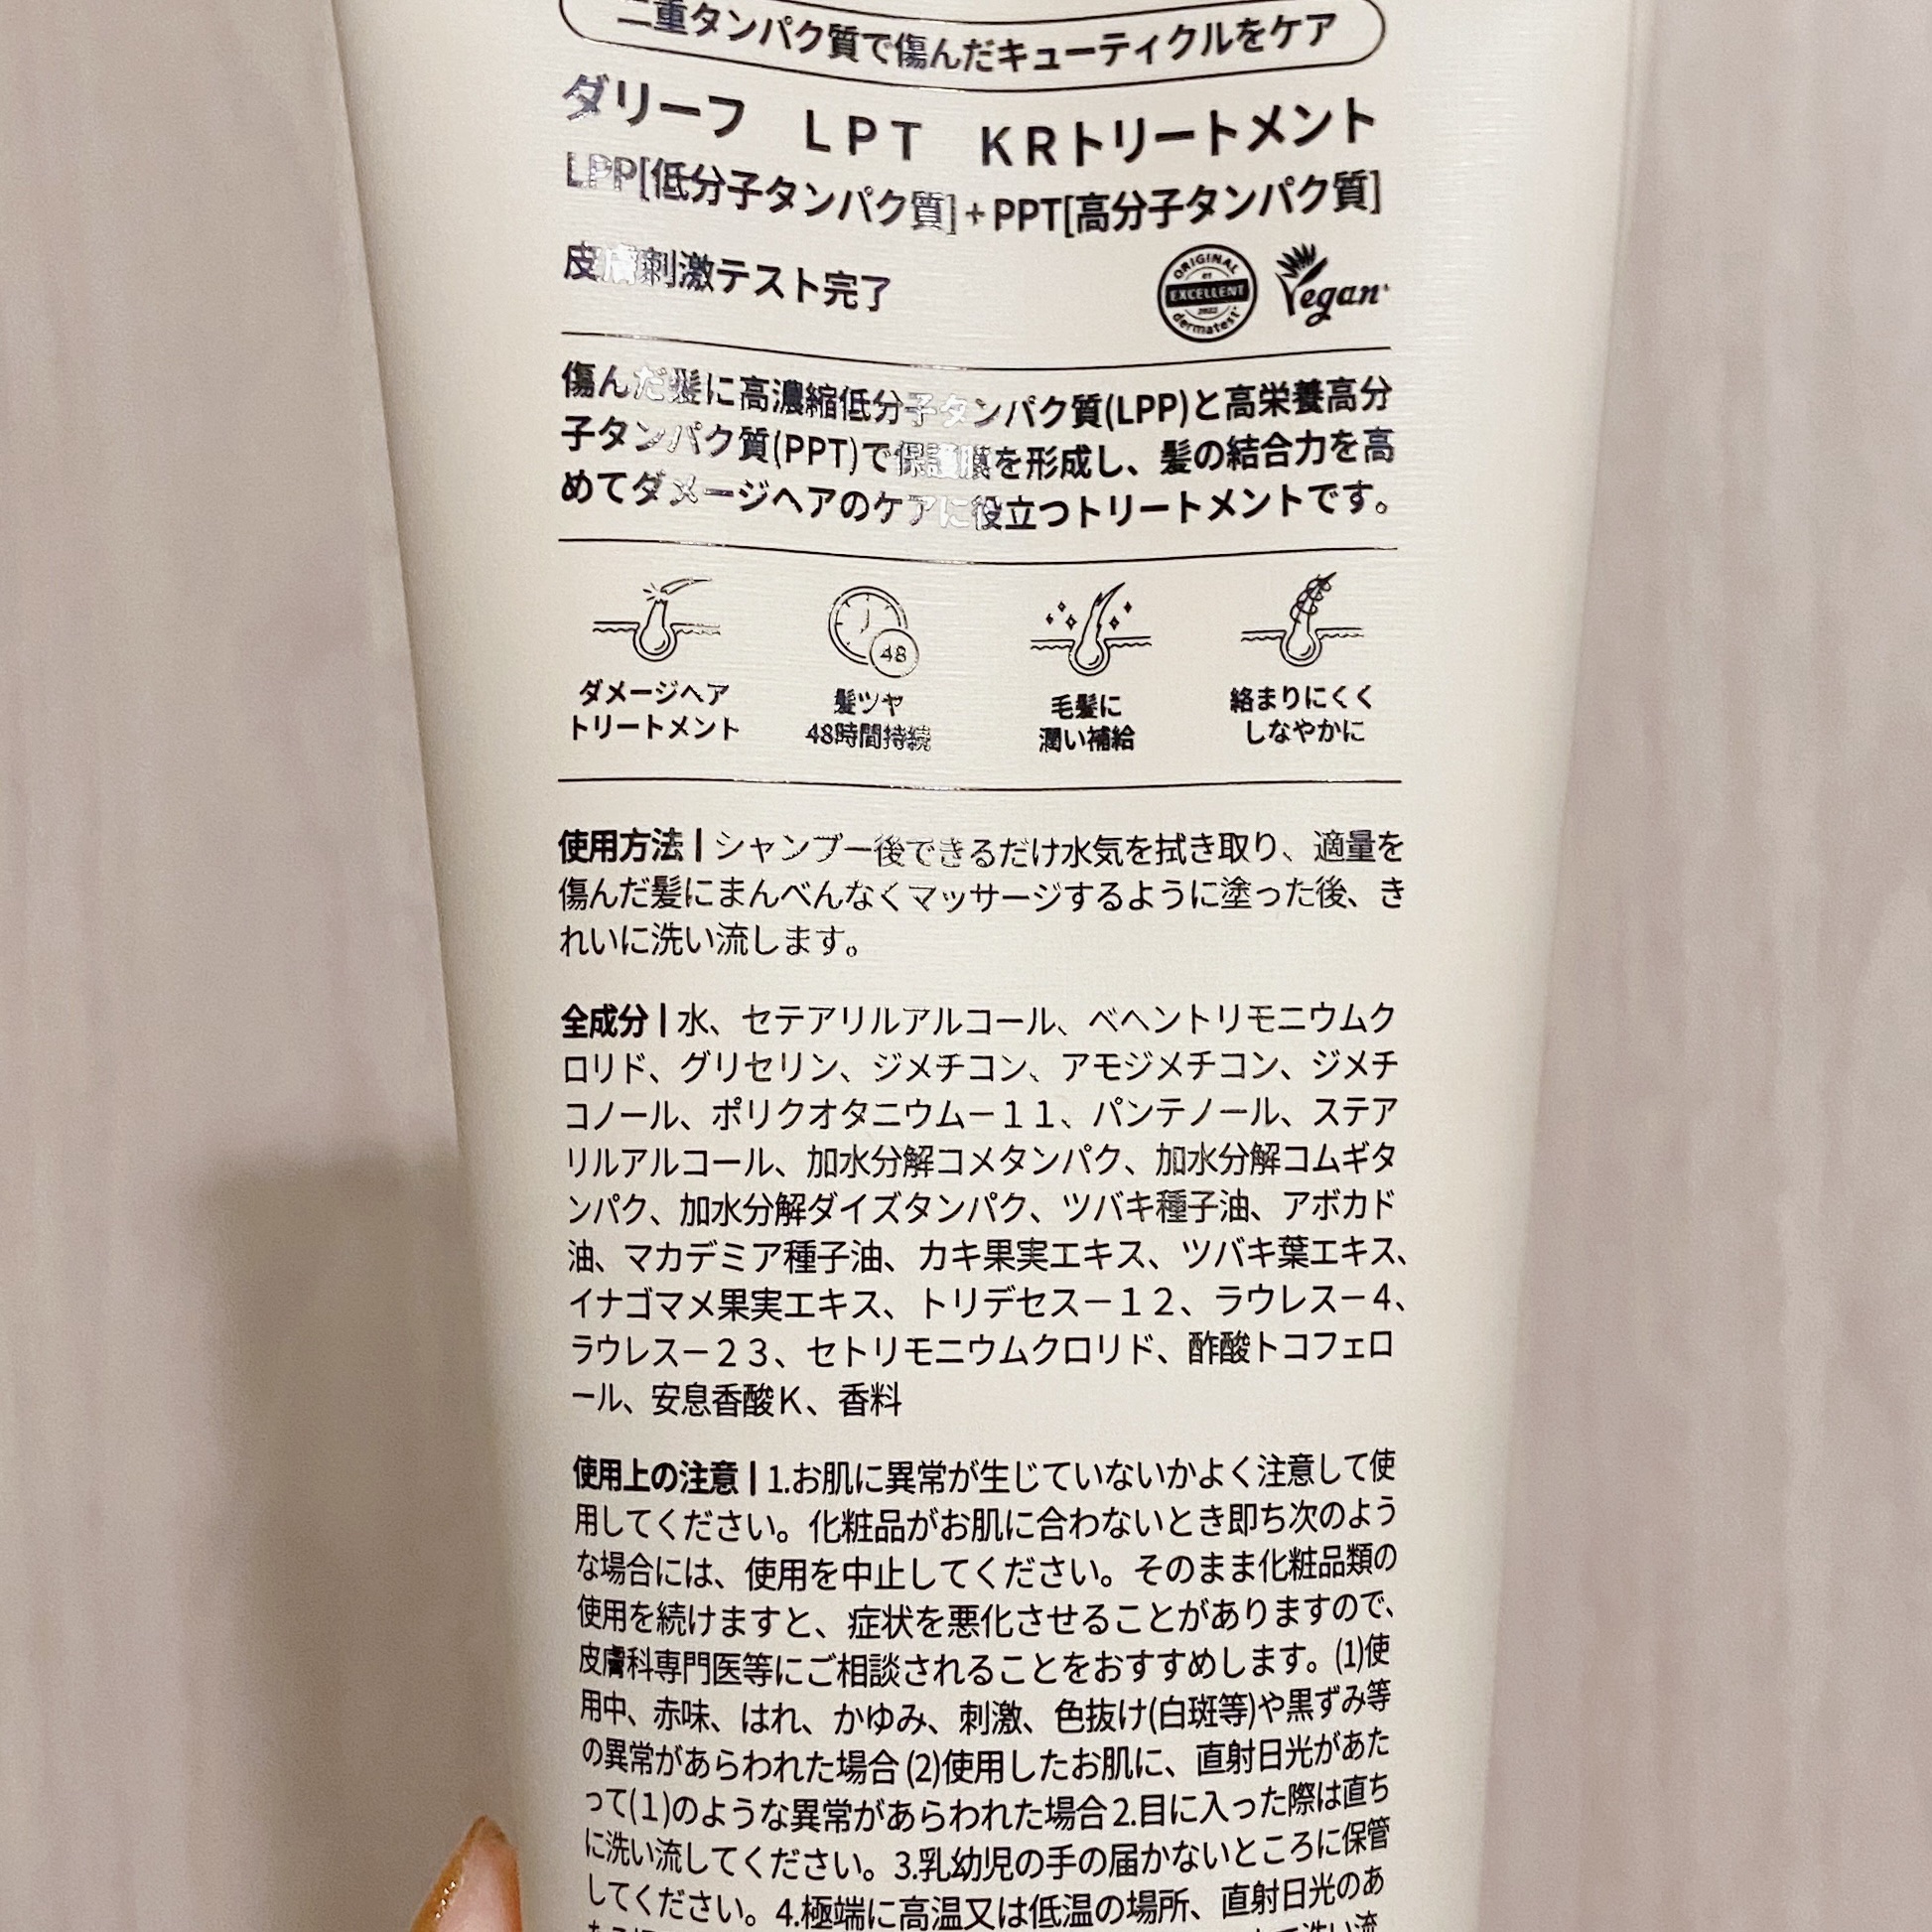 二重タンパク質で傷んだキューティクルをケア
ダリーフ　ＬＰＴ　ＫＲトリートメント
LPP[低分子タンパク質]+PPT[高分子タンパク質]
皮膚刺激テスト完了
ORIGINAL
EXCELLENT
2022
dermatest
Vegan
傷んだ髪に高濃縮低分子タンパク質(LPP)と高栄養高分
子タンパク質(PPT)で保護膜を形成し、髪の結合力を高
めてダメージヘアのケアに役立つトリートメントです。
48
ダメージヘア
トリートメント
髪ツヤ
48時間持続
毛髪に
潤い補給
絡まりにくく
しなやかに
使用方法|シャンプー後できるだけ水気を拭き取り、適量を
傷んだ髪にまんべんなくマッサージするように塗った後、き
れいに洗い流します。
全成分|水、セテアリルアルコール、ベヘントリモニウムク
ロリド、グリセリン、ジメチコン、アモジメチコン、ジメチ
コノール、ポリクオタニウムー１１、パンテノール、ステア
リルアルコール、加水分解コメタンパク、加水分解コムギタ
ンパク、加水分解ダイズタンパク、ツバキ種子油、アボカド
油、マカデミア種子油、カキ果実エキス、ツバキ葉エキス、
イナゴマメ果実エキス、トリデセスー１２、ラウレスー４、
ラウレスー２３、セトリモニウムクロリド、酢酸トコフェロ
ール、安息香酸Ｋ、香料
使用上の注意|1.お肌に異常が生じていないかよく注意して使
用してください。化粧品がお肌に合わないとき即ち次のよう
な場合には、使用を中止してください。そのまま化粧品類の
使用を続けますと、症状を悪化させることがありますので、
皮膚科専門医等にご相談されることをおすすめします。(1)使
用中、赤味、はれ、かゆみ、刺激、色抜け(白斑等)や黒ずみ等
の異常があらわれた場合 (2)使用したお肌に、直射日光があた
って(1)のような異常があらわれた場合 2.目に入った際は直ち
に洗い流してください。3.乳幼児の手の届かないところに保管
してください。4.極端に高温又は低温の場所、直射日光のあ